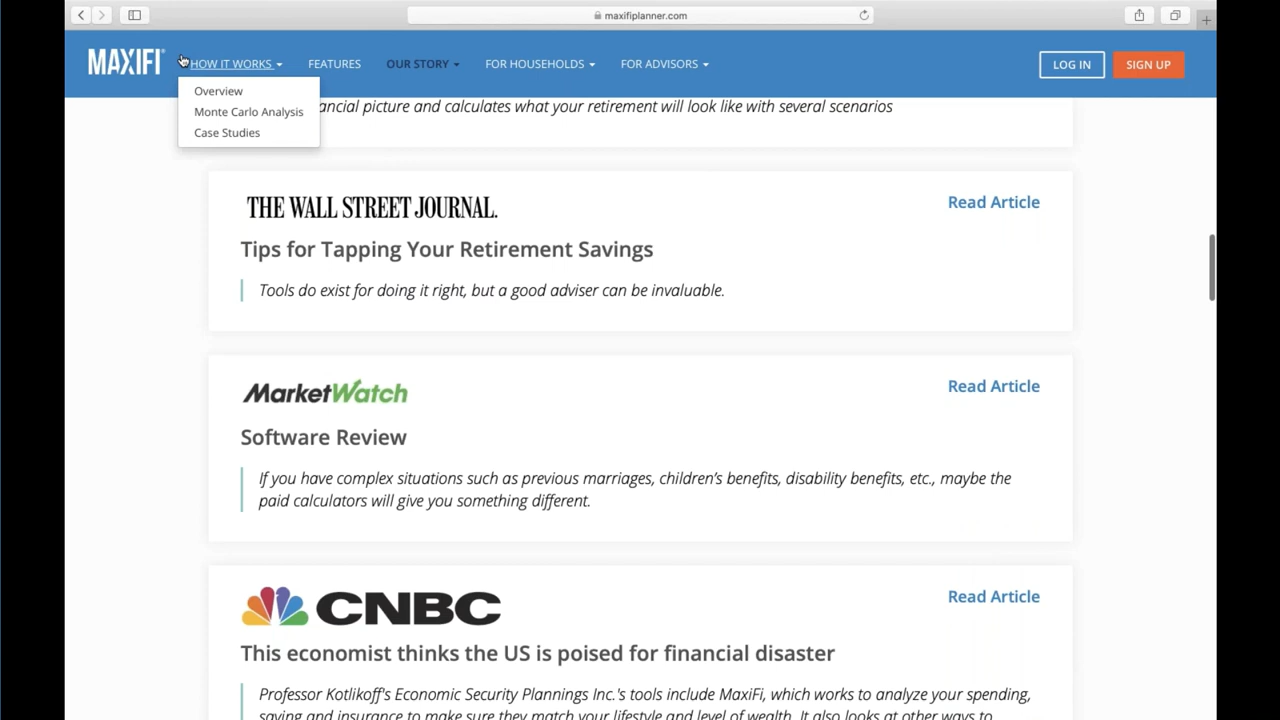 maxifiplanner.com
MAXIFI
HOW IT WORKS
FEATURES
OUR STORY
FOR HOUSEHOLDS
FOR ADVISORS
LOG IN
SIGN UP
Overview
Monte Carlo Analysis
Case Studies
ancial picture and calculates what your retirement will look like with several scenarios
THE WALL STREET JOURNAL.
Read Article
Tips for Tapping Your Retirement Savings
Tools do exist for doing it right, but a good adviser can be invaluable.
MarketWatch
Read Article
Software Review
If you have complex situations such as previous marriages, children's benefits, disability benefits, etc., maybe the
paid calculators will give you something different.
CNBC
Read Article
This economist thinks the US is poised for financial disaster
Professor Kotlikoff's Economic Security Plannings Inc.'s tools include MaxiFi, which works to analyze your spending,
saving and insurance to make sure they match your lifestyle and level of wealth. It also looks at other ways to